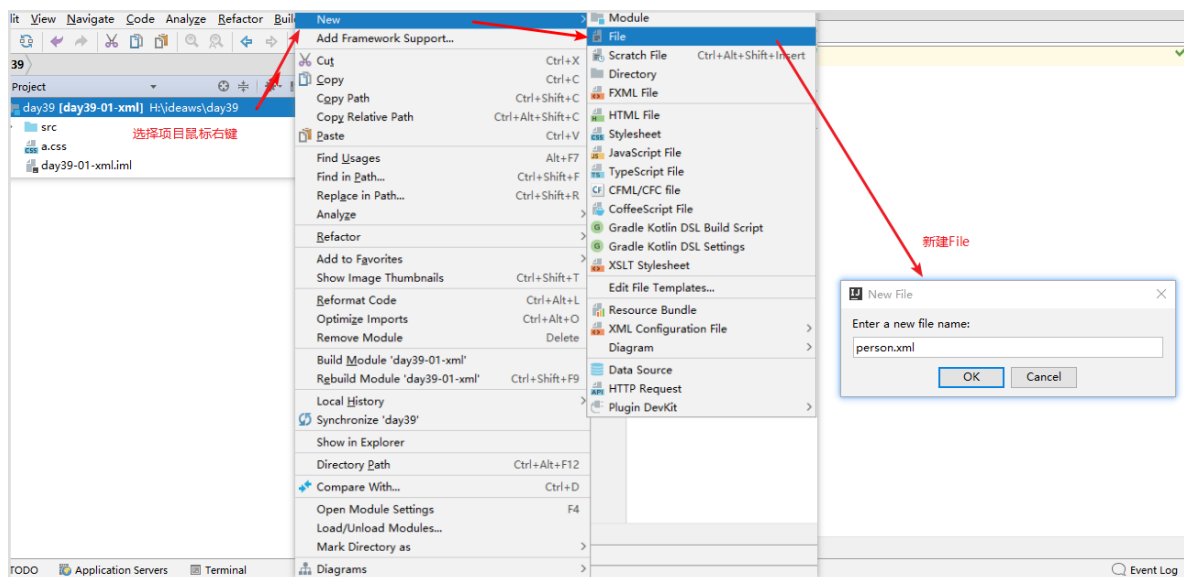 lit View Navigate Code Analyze Refactor Buil
39
Project
day39 [day39-01-xml] H:\ideaws\day39
src
a.css
day39-01-xml.iml
选择项目鼠标右键
New
Add Framework Support...
Cut Ctrl+X
Copy Ctrl+C
Copy Path Ctrl+Shift+C
Copy Relative Path Ctrl+Alt+Shift+C
Paste Ctrl+V
Find Usages Alt+F7
Find in Path... Ctrl+Shift+F
Replace in Path... Ctrl+Shift+R
Analyze
Refactor
Add to Favorites
Show Image Thumbnails Ctrl+Shift+T
Reformat Code Ctrl+Alt+L
Optimize Imports Ctrl+Alt+O
Remove Module Delete
Build Module 'day39-01-xml'
Rebuild Module 'day39-01-xml' Ctrl+Shift+F9
Local History
Synchronize 'day39'
Show in Explorer
Directory Path Ctrl+Alt+F12
Compare With... Ctrl+D
Open Module Settings F4
Load/Unload Modules...
Mark Directory as
Diagrams
Module
File
Scratch File Ctrl+Alt+Shift+Insert
Directory
FXML File
HTML File
Stylesheet
JavaScript File
TypeScript File
CFML/CFC file
CoffeeScript File
Gradle Kotlin DSL Build Script
Gradle Kotlin DSL Settings
XSLT Stylesheet
Edit File Templates...
Resource Bundle
XML Configuration File
Diagram
Data Source
HTTP Request
Plugin DevKit
新建File
New File
Enter a new file name:
person.xml
OK Cancel
TODO Application Servers Terminal Event Log